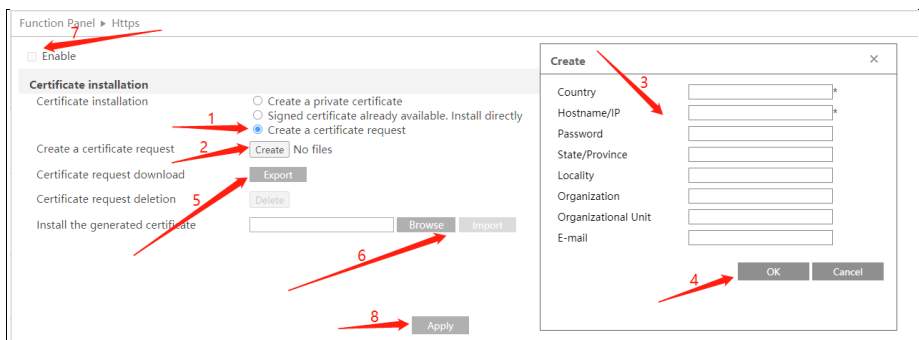 Function Panel ▶ Https
7
Enable
Certificate installation
Certificate installation
Create a private certificate
Signed certificate already available. Install directly
1
Create a certificate request
Create a certificate request
2
Create No files
Certificate request download
Export
5
Certificate request deletion
Delete
Install the generated certificate
Browse
Import
6
8
Apply
Create ×
3
Country *
Hostname/IP *
Password
State/Province
Locality
Organization
Organizational Unit
E-mail
4
OK Cancel